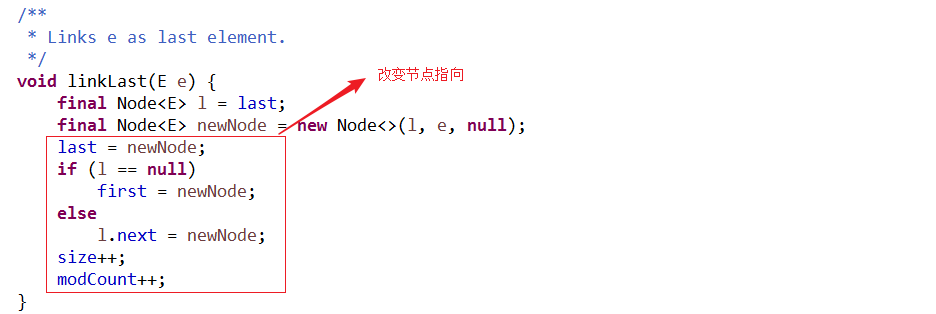 /**
 * Links e as last element.
 */
void linkLast(E e) {
改变节点指向
    final Node<E> l = last;
    final Node<E> newNode = new Node<>(l, e, null);
    last = newNode;
    if (l == null)
        first = newNode;
    else
        l.next = newNode;
    size++;
    modCount++;
}